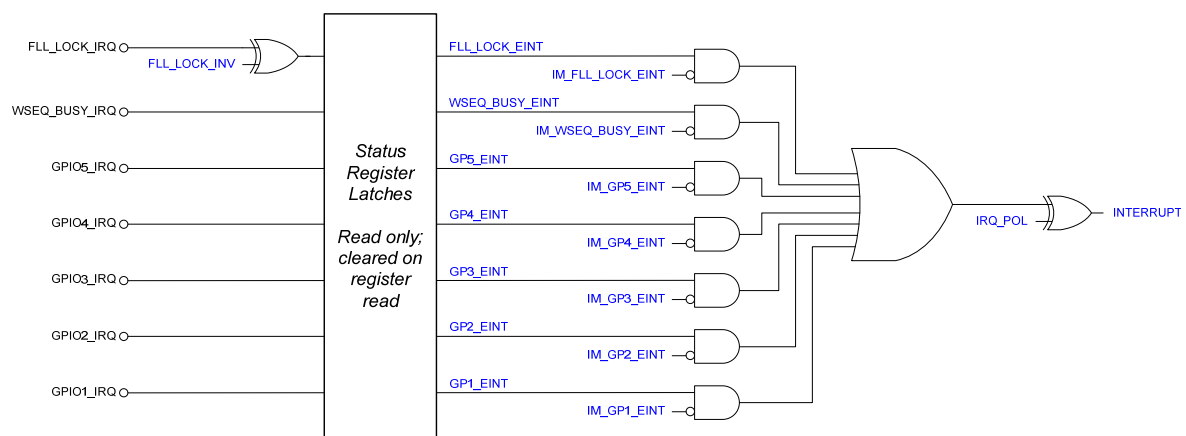 FLL_LOCK_IRQ
FLL_LOCK_INV
WSEQ_BUSY_IRQ
GPIO5_IRQ
GPIO4_IRQ
GPIO3_IRQ
GPIO2_IRQ
GPIO1_IRQ
Status
Register
Latches
Read only;
cleared on
register
read
FLL_LOCK_EINT
IM_FLL_LOCK_EINT
WSEQ_BUSY_EINT
IM_WSEQ_BUSY_EINT
GP5_EINT
IM_GP5_EINT
GP4_EINT
IM_GP4_EINT
GP3_EINT
IM_GP3_EINT
GP2_EINT
IM_GP2_EINT
GP1_EINT
IM_GP1_EINT
IRQ_POL
INTERRUPT